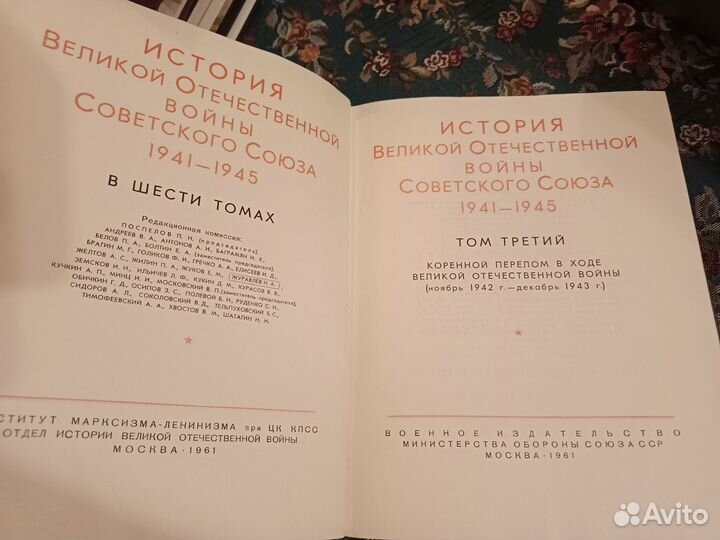 ИСТОРИЯ
ВЕЛИКОЙ ОТЕЧЕСТВЕННОЙ
ВОЙНЫ
СОВЕТСКОГО СОЮЗА
1941—1945
В ШЕСТИ ТОМАХ
Редакционная комиссия:
ПОСПЕЛОВ П. Н. (председатель),
АНДРЕЕВ В. А., АНТОНОВ А. И., БАГРАМЯН И. Х.,
БЕЛОВ П. А., БОЛТИН Е. А. (заместитель председателя),
БРАГИН М. Г., ГОЛИКОВ Ф. И., ГРЕЧКО А. А., ЕЛИСЕЕВ И. Д.,
ЖЕЛТОВ А. С., ЖИЛИН П. А., ЖУКОВ Е. М., ЖУРАВЛЕВ Н. А.,
ЗЕМСКОВ И. Н., ИЛЬИЧЕВ Л. Ф., КУКИН Д. М., КУРАСОВ В. В.,
КУЧКИН А. П., МИНЦ И. И., МОСКОВСКИЙ В. П. (заместитель председателя),
ОБИЧКИН Г. Д., ОСИПОВ З. С., ПОЛЕВОЙ Б. Н., РУДЕНКО С. И.,
СИДОРОВ А. Л., СОКОЛОВСКИЙ В. Д., ТЕЛЬПУХОВСКИЙ Б. С.,
ТИМОФЕЕВСКИЙ А. А., ХВОСТОВ В. М., ШАТАГИН Н. И.
СТИТУТ МАРКСИЗМА-ЛЕНИНИЗМА при ЦК КПСС
ОТДЕЛ ИСТОРИИ ВЕЛИКОЙ ОТЕЧЕСТВЕННОЙ ВОЙНЫ
МОСКВА · 1961
ИСТОРИЯ
ВЕЛИКОЙ ОТЕЧЕСТВЕННОЙ
ВОЙНЫ
СОВЕТСКОГО СОЮЗА
1941—1945
ТОМ ТРЕТИЙ
КОРЕННОЙ ПЕРЕЛОМ В ХОДЕ
ВЕЛИКОЙ ОТЕЧЕСТВЕННОЙ ВОЙНЫ
(ноябрь 1942 г.—декабрь 1943 г.)
ВОЕННОЕ ИЗДАТЕЛЬСТВО
МИНИСТЕРСТВА ОБОРОНЫ СОЮЗА ССР
МОСКВА · 1961
Avito